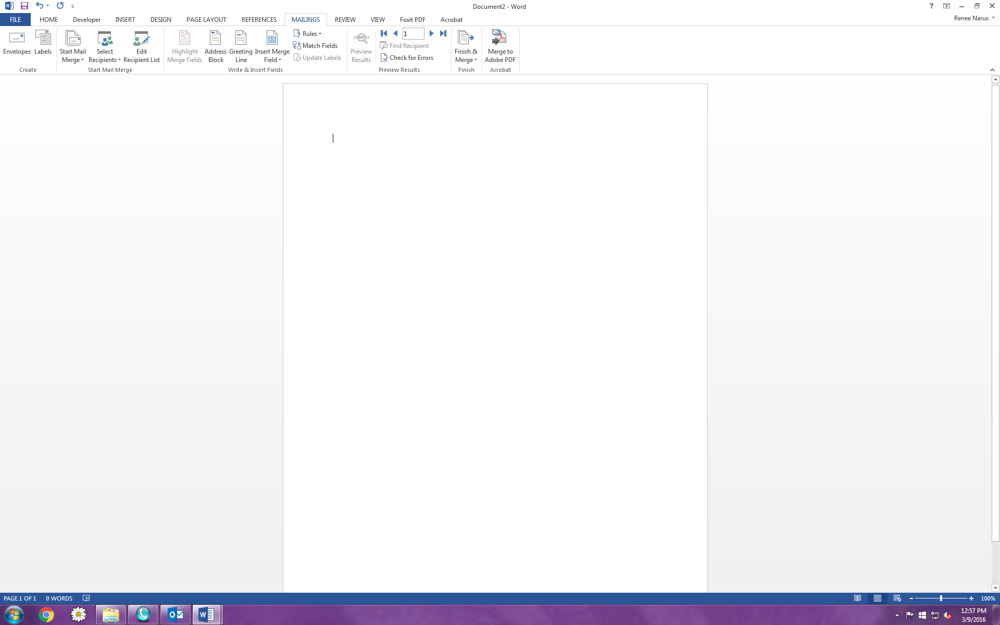 Document2 - Word
FILE HOME Developer INSERT DESIGN PAGE LAYOUT REFERENCES MAILINGS REVIEW VIEW Foxit PDF Acrobat
Renee Narus
Envelopes
Labels
Create
Start Mail
Merge
Select
Recipients
Edit
Recipient List
Start Mail Merge
Highlight
Merge Fields
Address
Block
Greeting
Line
Insert Merge
Field
Rules
Match Fields
Update Labels
Write & Insert Fields
ABC
Preview
Results
1
Find Recipient
Check for Errors
Preview Results
Finish &
Merge
Finish
Merge to
Adobe PDF
Acrobat
PAGE 1 OF 1 0 WORDS
100%
12:57 PM
3/9/2016